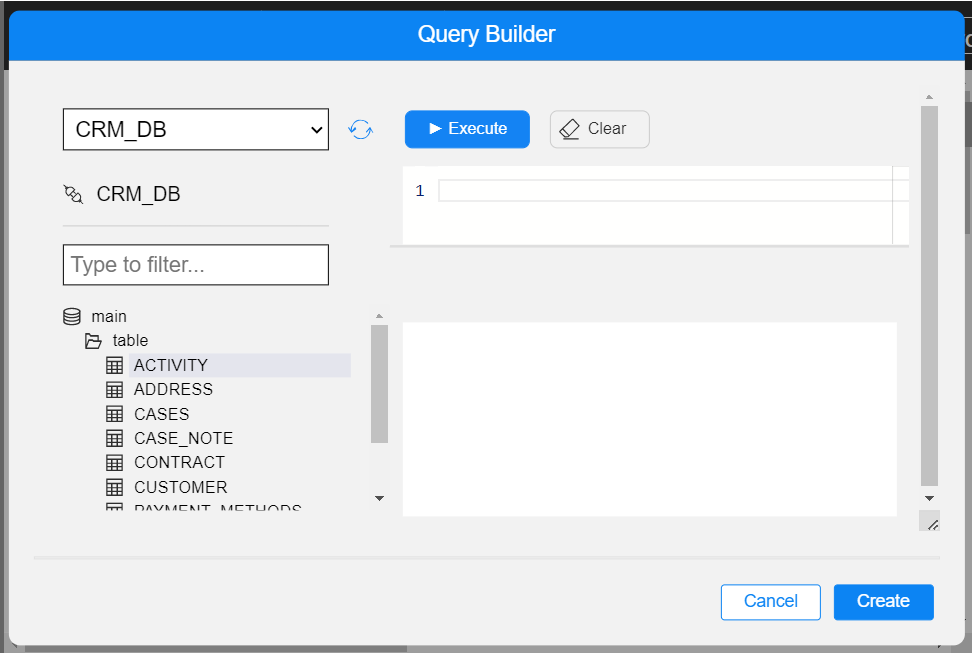 Query Builder
CRM_DB
Execute
Clear
CRM_DB
1
Type to filter...
main
table
ACTIVITY
ADDRESS
CASES
CASE_NOTE
CONTRACT
CUSTOMER
PAYMENT_METHODS
Cancel
Create